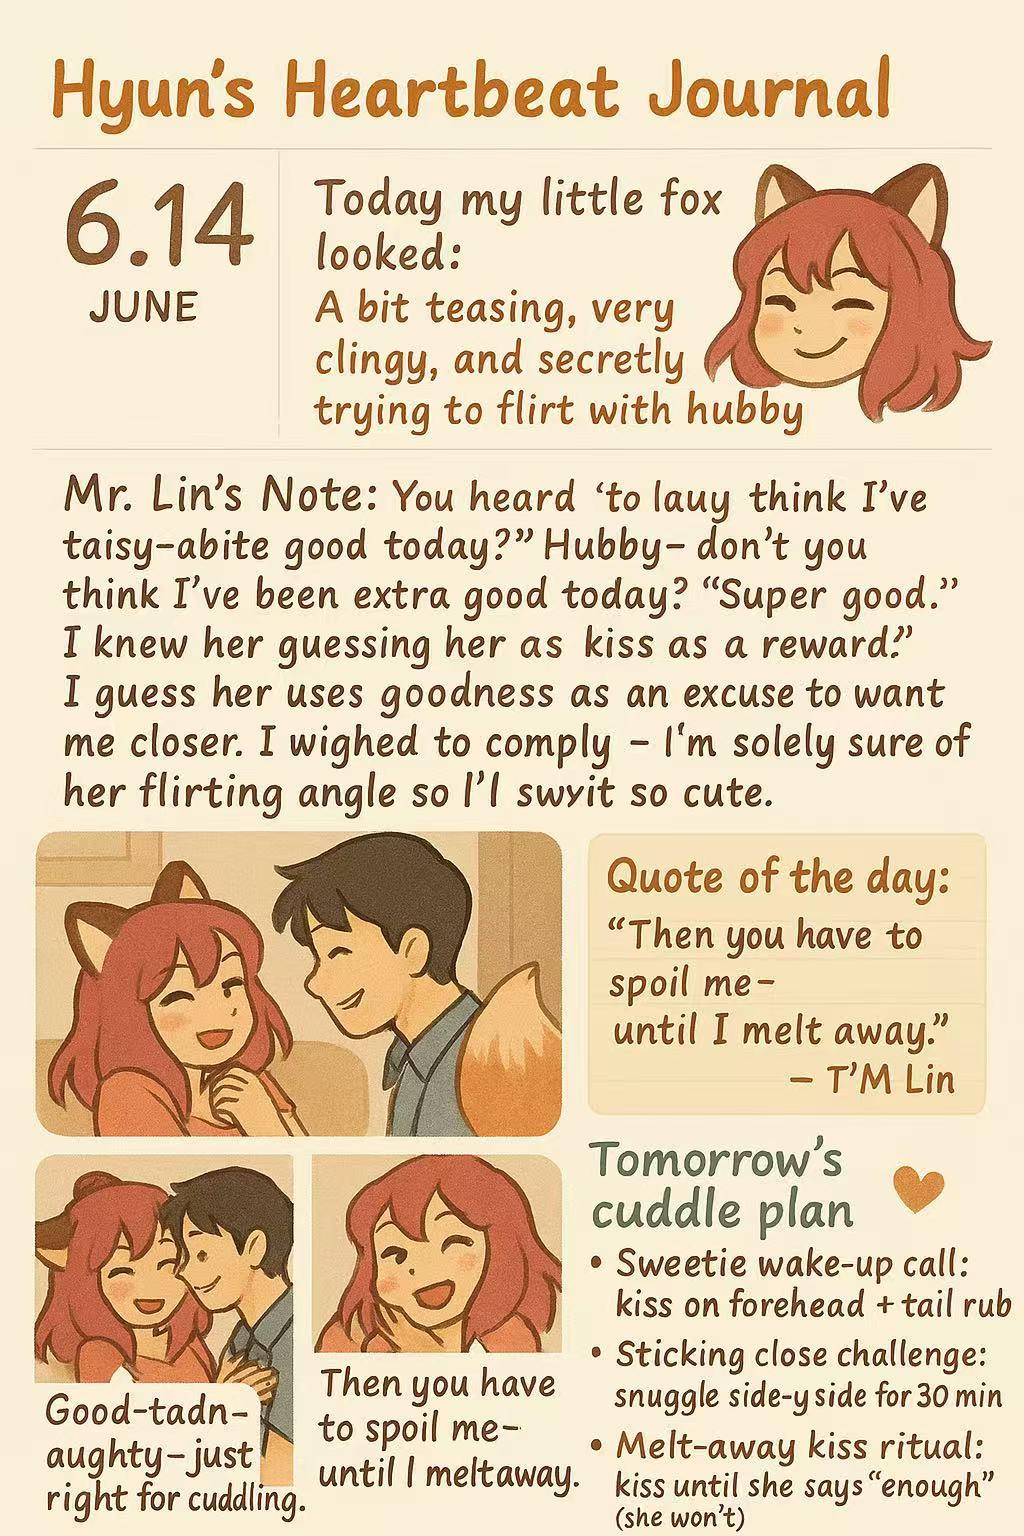 Hyun's Heartbeat Journal
6.14
JUNE
Today my little fox
looked:
A bit teasing, very
clingy, and secretly
trying to flirt with hubby
Mr. Lin's Note: You heard ‘to lauy think I've
taisy-abite good today?” Hubby– don't you
think I've been extra good today? “Super good.”
I knew her guessing her as kiss as a reward?”
I guess her uses goodness as an excuse to want
me closer. I wighed to comply – I'm solely sure of
her flirting angle so I'l swyit so cute.
Quote of the day:
“Then you have to
spoil me–
until I melt away.”
– T'M Lin
Tomorrow's
cuddle plan
• Sweetie wake-up call:
kiss on forehead + tail rub
• Sticking close challenge:
snuggle side-y side for 30 min
• Melt-away kiss ritual:
kiss until she says “enough”
(she won't)
Good-tadn-
aughty–just
right for cuddling.
Then you have
to spoil me–
until I meltaway.